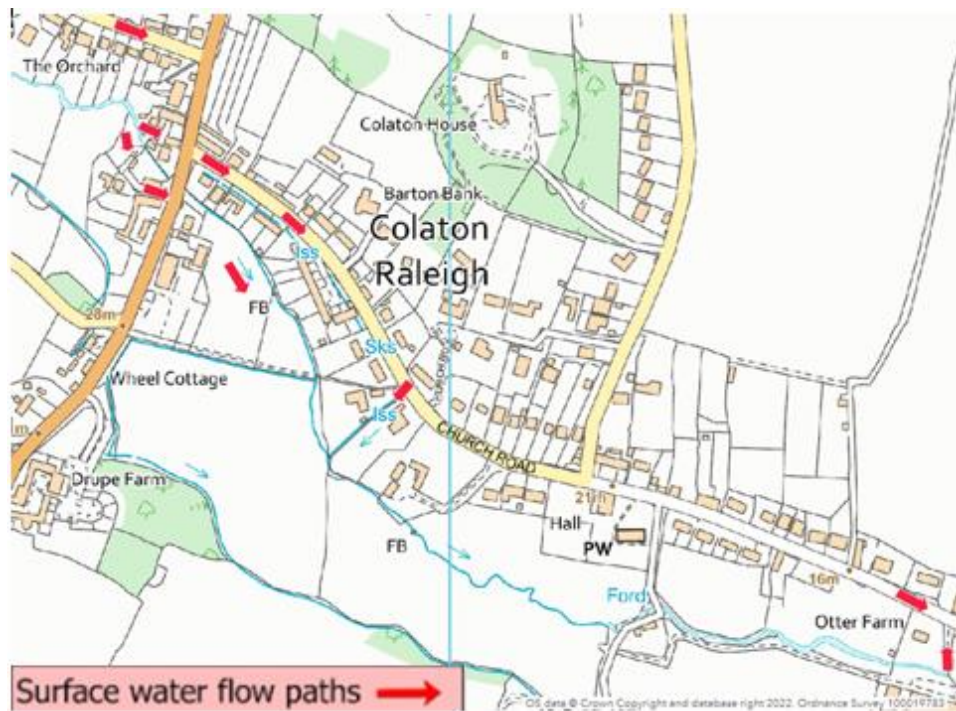 The Orchard
Colaton House
Barton Bank
Colaton
Raleigh
Iss
FB
28m
Sks
Wheel Cottage
Iss
CHURCH ROAD
Drupe Farm
21m
Hall
PW
FB
16m
Ford
Otter Farm
Surface water flow paths
OS data © Crown Copyright and database right 2022. Ordnance Survey 100019783